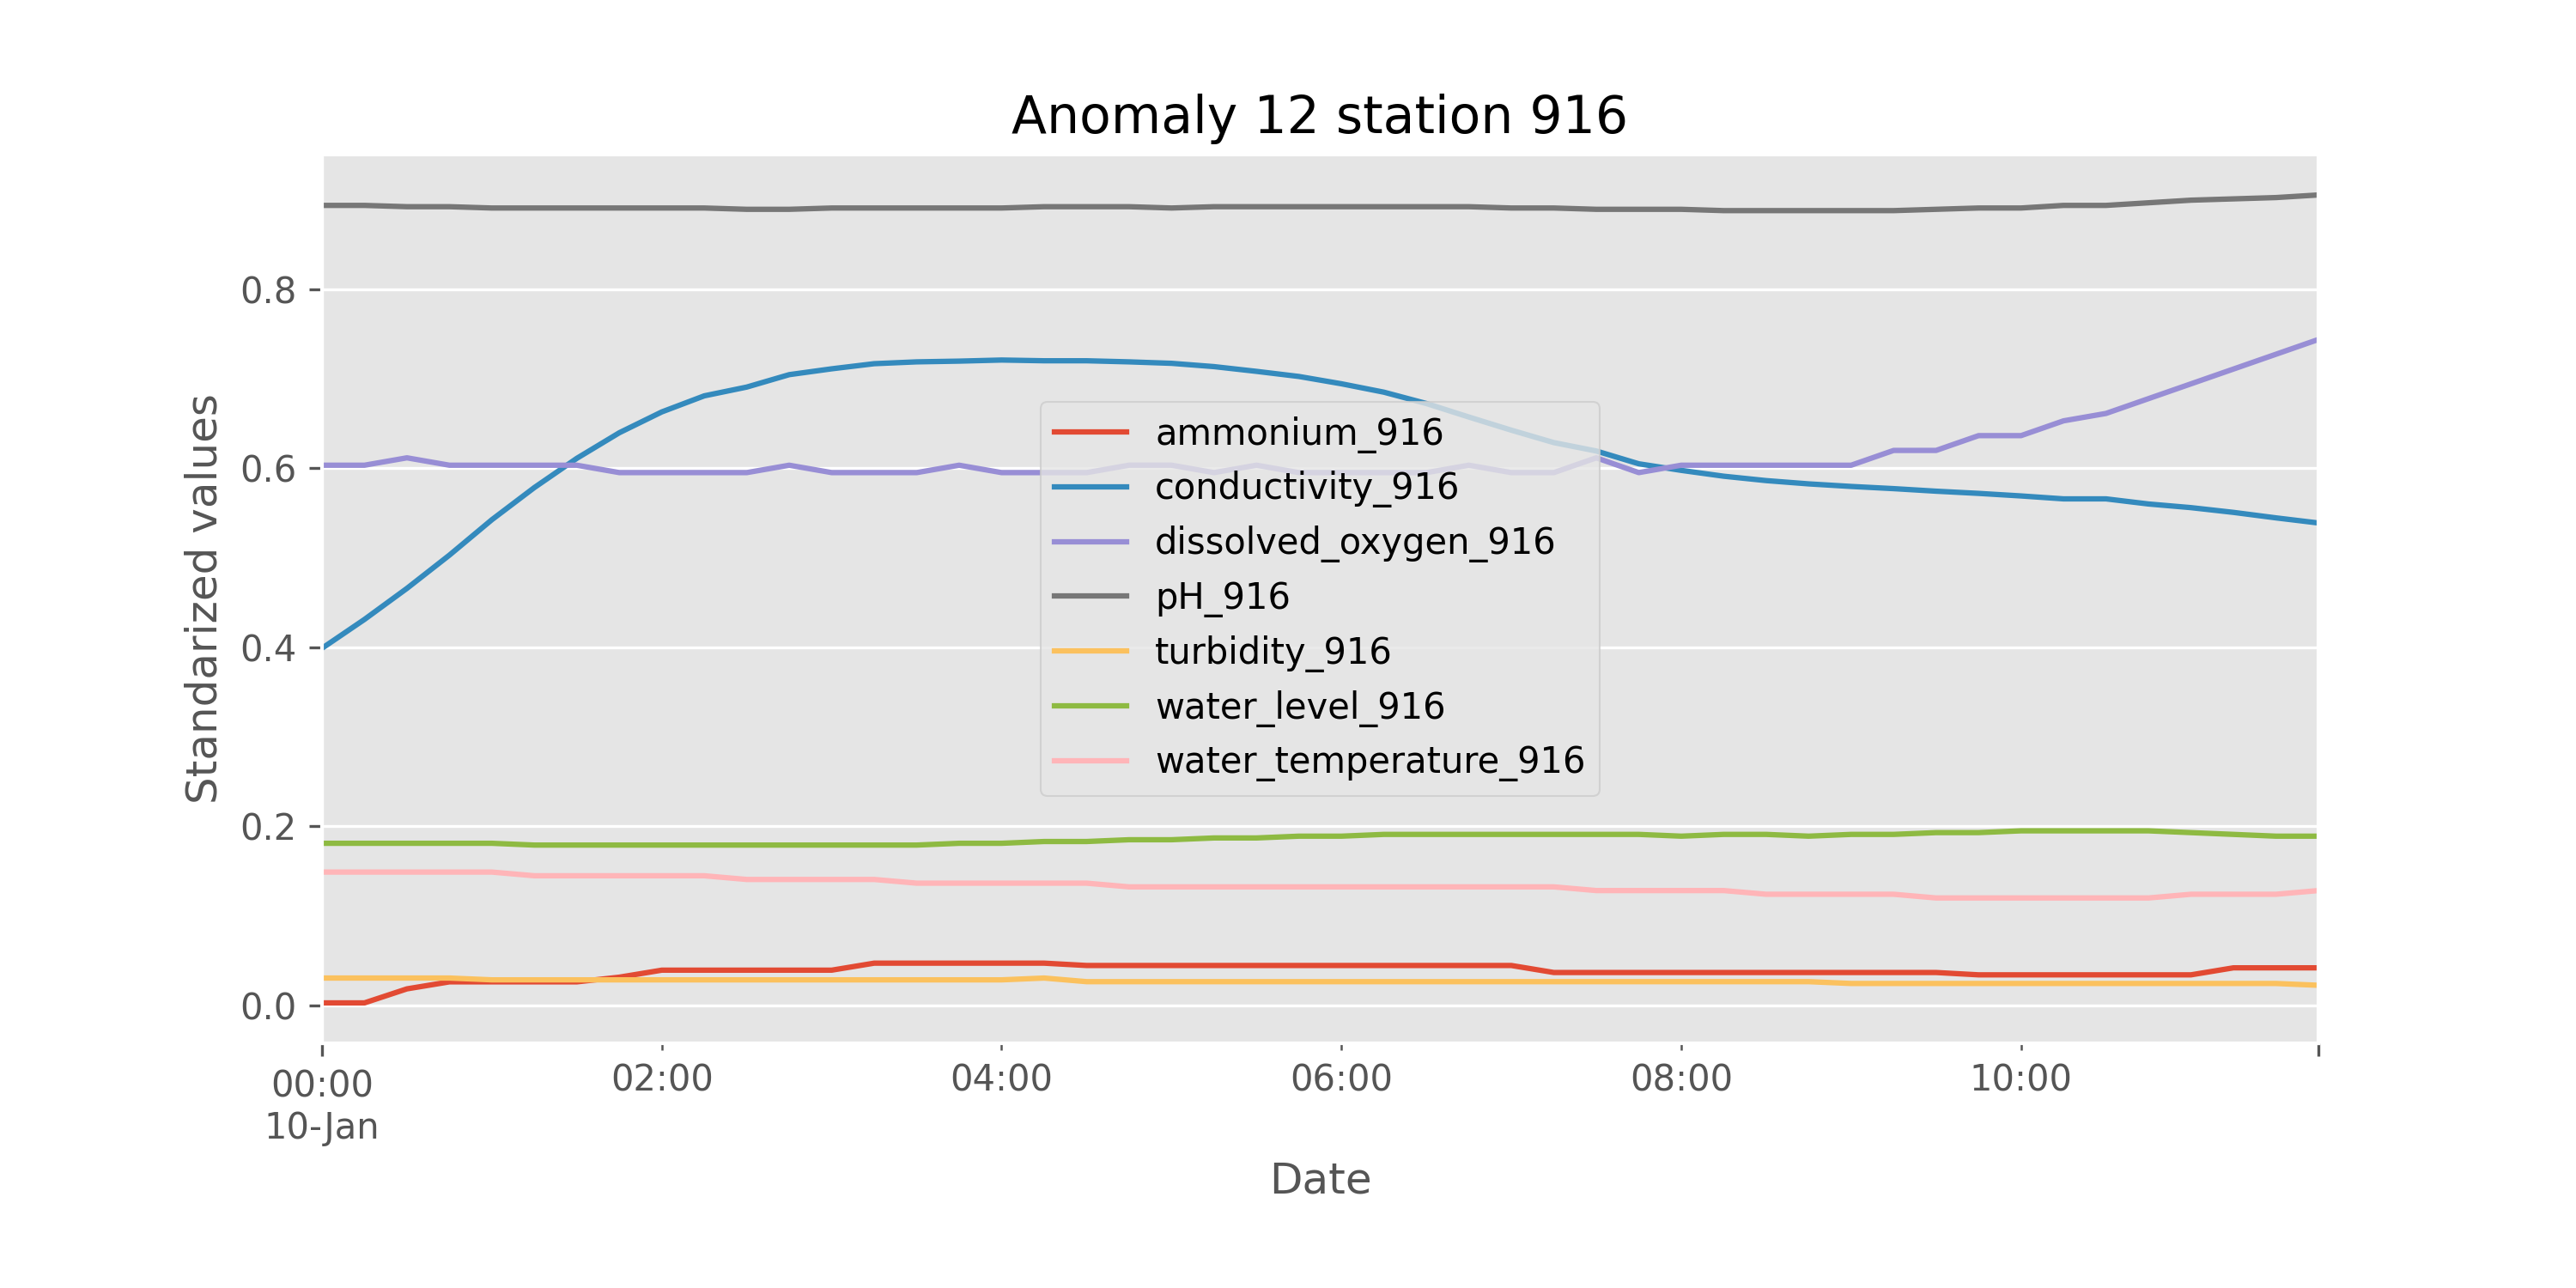 Anomaly 12 station 916
Standarized values
0.8
0.6
0.4
0.2
0.0
ammonium_916
conductivity_916
dissolved_oxygen_916
pH_916
turbidity_916
water_level_916
water_temperature_916
00:00 02:00 04:00 06:00 08:00 10:00
10-Jan
Date